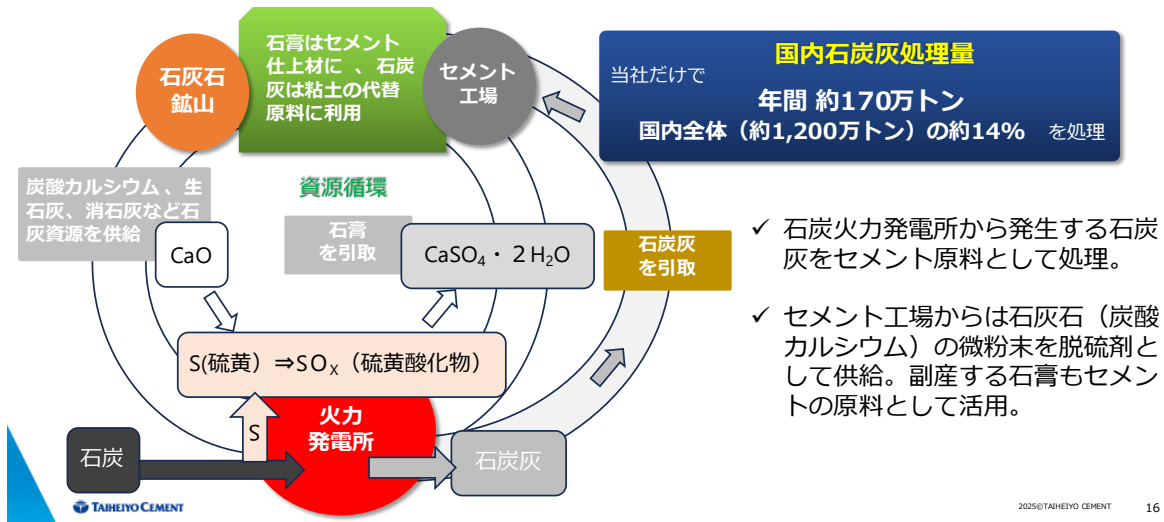 石灰石
鉱山
石膏はセメント
仕上材に 、石炭
灰は粘土の代替
原料に利用
セメント
工場
国内石炭灰処理量
当社だけで
年間 約170万トン
国内全体（約1,200万トン）の約14% を処理
炭酸カルシウム、生
石灰、消石灰など石
灰資源を供給
資源循環
CaO
石膏
を引取
CaSO₄・２H₂O
石炭灰
を引取
S(硫黄）⇒SOₓ（硫黄酸化物）
S
火力
発電所
石炭
石炭灰
✓ 石炭火力発電所から発生する石炭
灰をセメント原料として処理。
✓ セメント工場からは石灰石（炭酸
カルシウム）の微粉末を脱硫剤と
して供給。副産する石膏もセメン
トの原料として活用。
TAIHEIYO CEMENT
2025©TAIHEIYO CEMENT 16